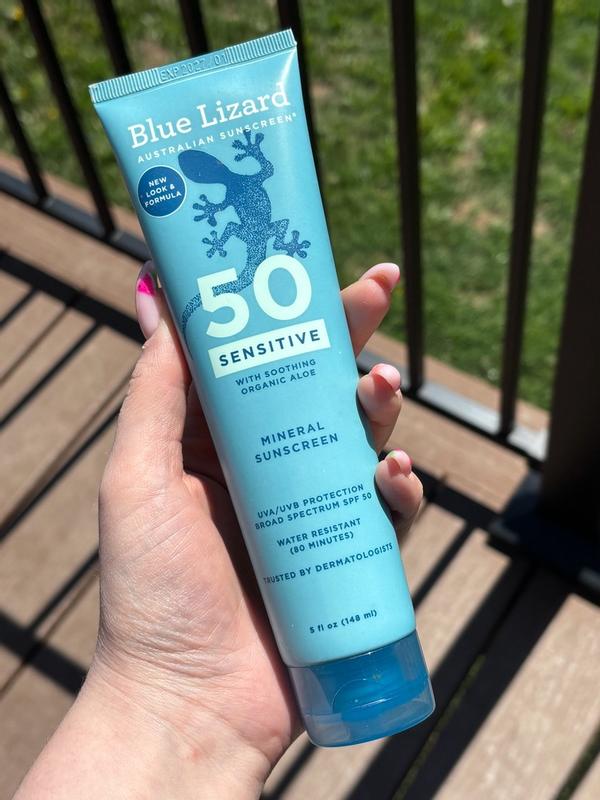 EXP 2027/01
Blue Lizard
AUSTRALIAN SUNSCREEN®
NEW
LOOK &
FORMULA
50
SENSITIVE
WITH SOOTHING
ORGANIC ALOE
MINERAL
SUNSCREEN
UVA/UVB PROTECTION
BROAD SPECTRUM SPF 50
WATER RESISTANT
(80 MINUTES)
TRUSTED BY DERMATOLOGISTS
5 fl oz (148 ml)